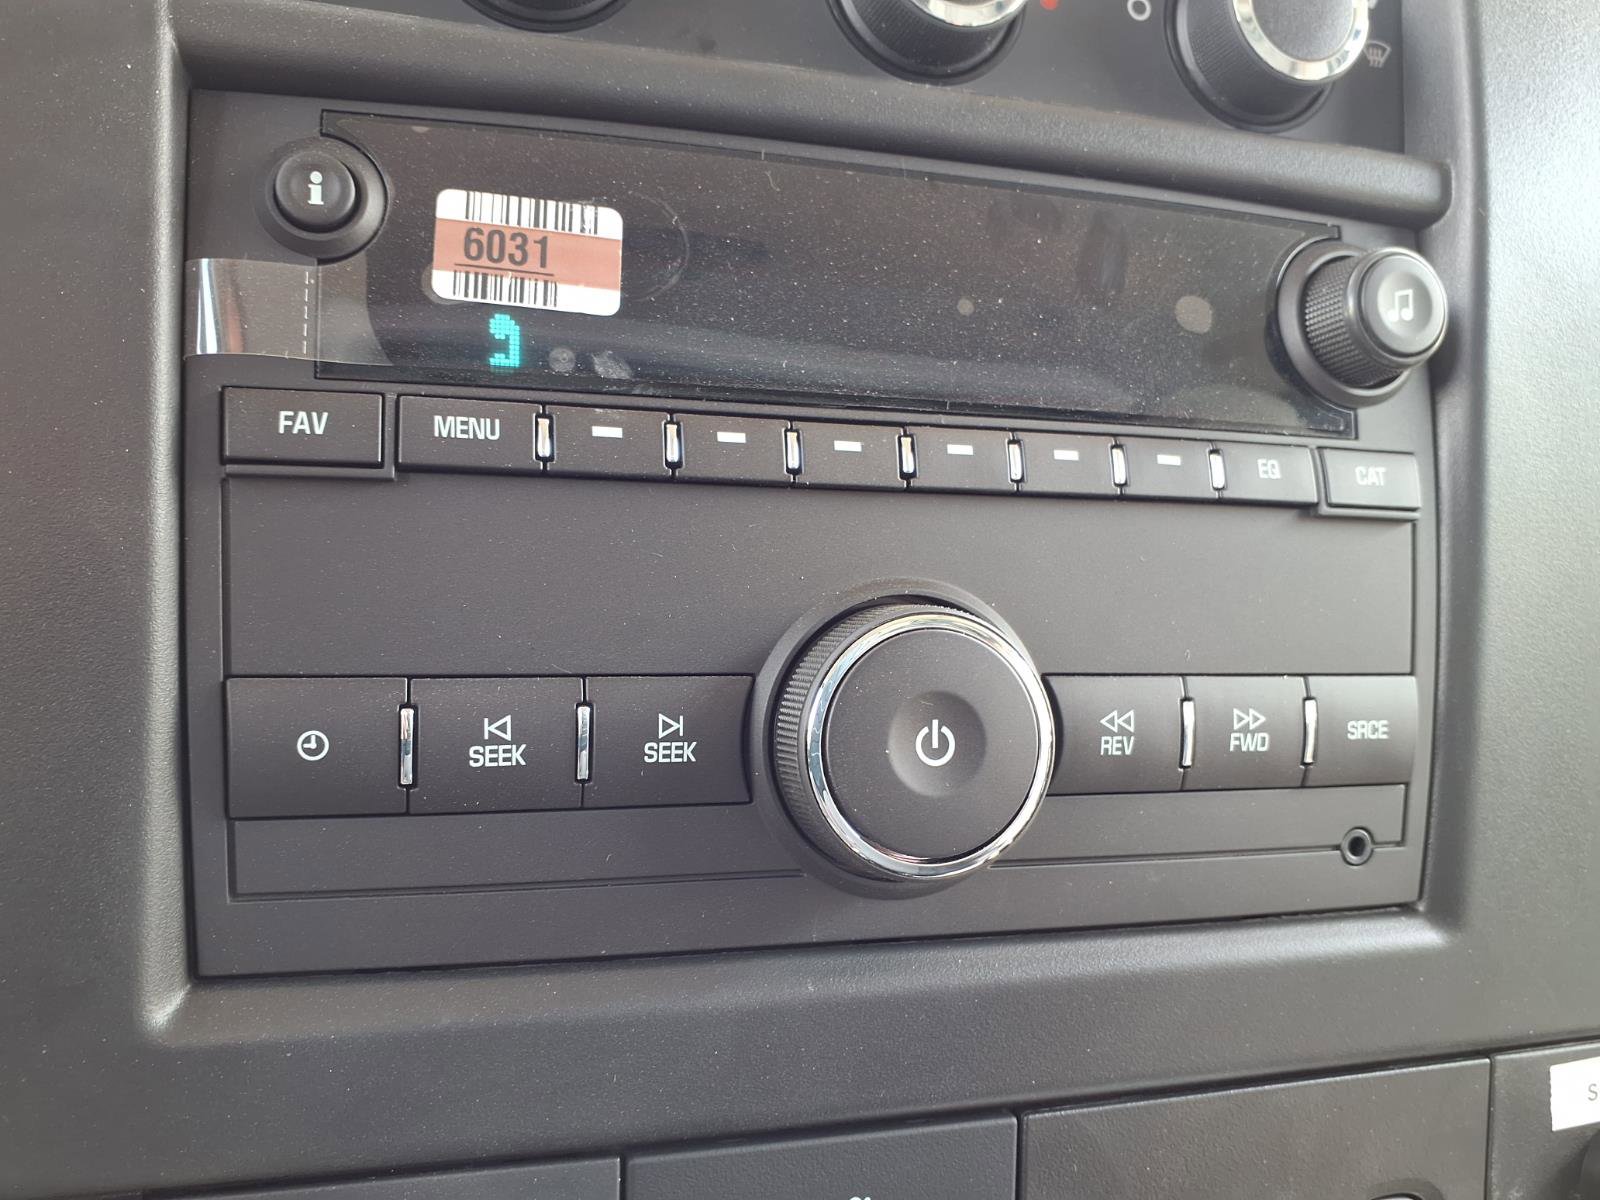 i
6031
FAV
MENU
EQ
CAT
SEEK
SEEK
REV
FWD
SRCE
S